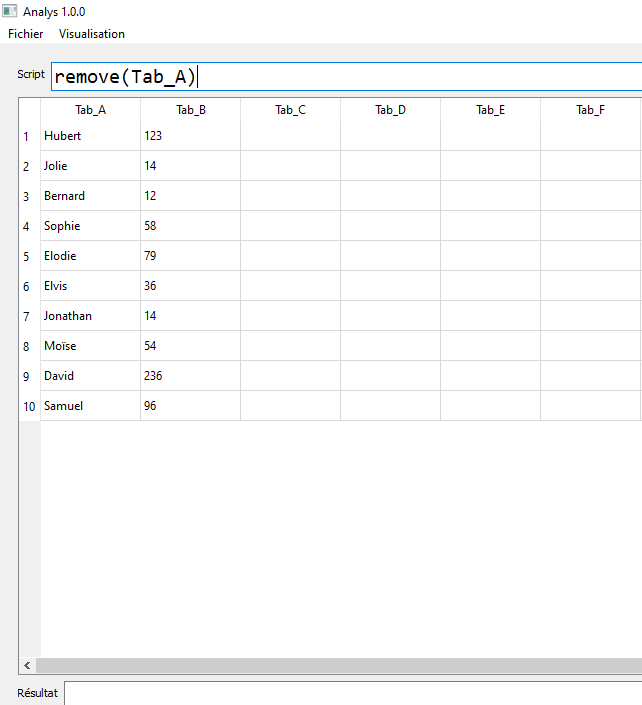 Analys 1.0.0
Fichier Visualisation
Script remove(Tab_A)
Tab_A Tab_B Tab_C Tab_D Tab_E Tab_F
1 Hubert 123
2 Jolie 14
3 Bernard 12
4 Sophie 58
5 Elodie 79
6 Elvis 36
7 Jonathan 14
8 Moïse 54
9 David 236
10 Samuel 96
Résultat